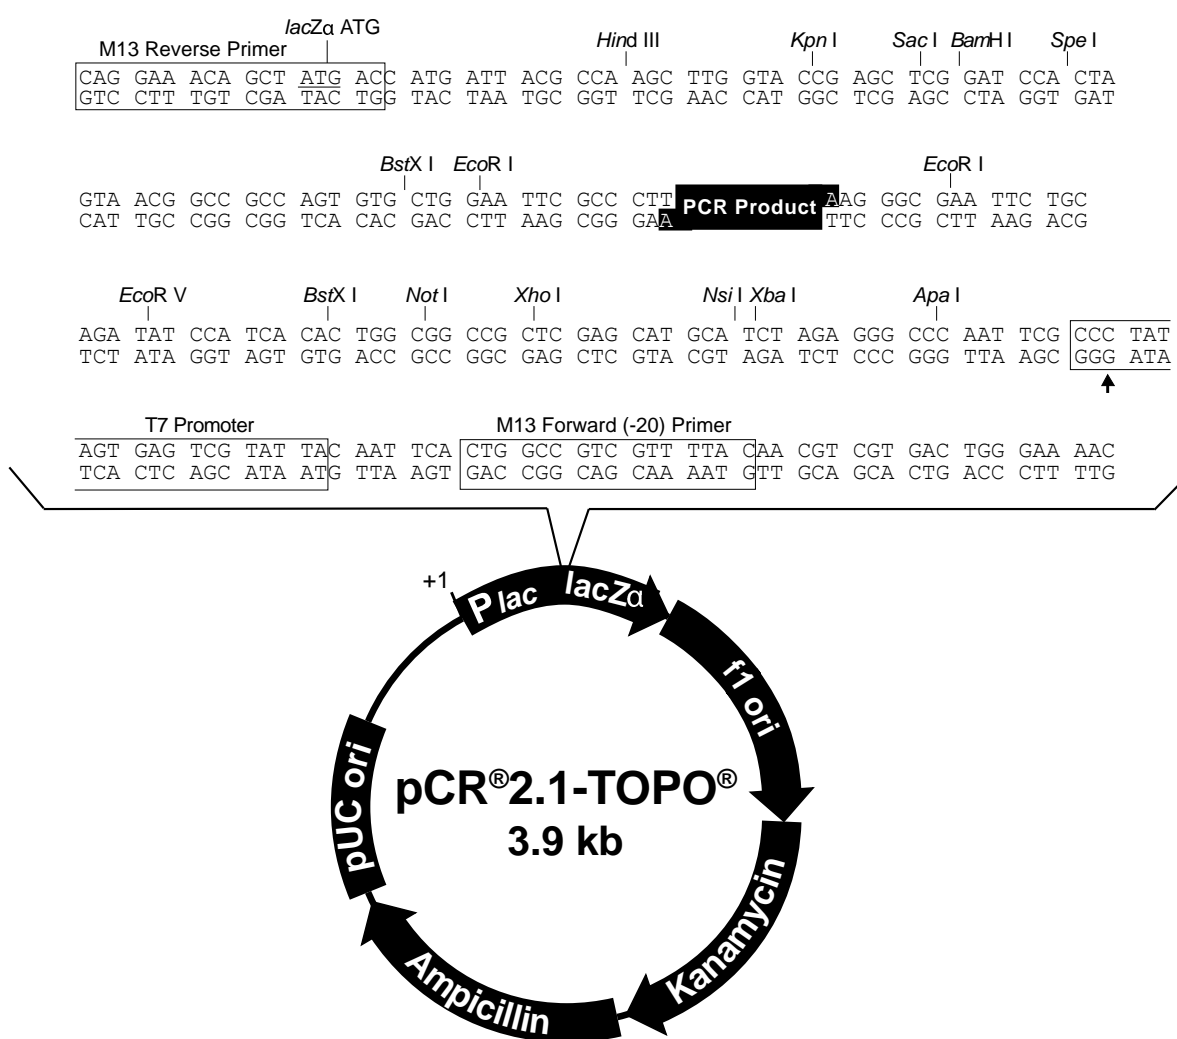 lacZα ATG
M13 Reverse Primer
Hind III Kpn I Sac I BamH I Spe I
CAG GAA ACA GCT ATG ACC ATG ATT ACG CCA AGC TTG GTA CCG AGC TCG GAT CCA CTA
GTC CTT TGT CGA TAC TGG TAC TAA TGC GGT TCG AAC CAT GGC TCG AGC CTA GGT GAT
BstX I EcoR I EcoR I
GTA ACG GCC GCC AGT GTG CTG GAA TTC GCC CTT PCR Product AAG GGC GAA TTC TGC
CAT TGC CGG CGG TCA CAC GAC CTT AAG CGG GAA TTC CCG CTT AAG ACG
EcoR V BstX I Not I Xho I Nsi I Xba I Apa I
AGA TAT CCA TCA CAC TGG CGG CCG CTC GAG CAT GCA TCT AGA GGG CCC AAT TCG CCC TAT
TCT ATA GGT AGT GTG ACC GCC GGC GAG CTC GTA CGT AGA TCT CCC GGG TTA AGC GGG ATA
T7 Promoter M13 Forward (-20) Primer
AGT GAG TCG TAT TAC AAT TCA CTG GCC GTC GTT TTA CAA CGT CGT GAC TGG GAA AAC
TCA CTC AGC ATA ATG TTA AGT GAC CGG CAG CAA AAT GTT GCA GCA CTG ACC CTT TTG
+1
P lac lacZα
f1 ori
Kanamycin
Ampicillin
pUC ori
pCR®2.1-TOPO®
3.9 kb